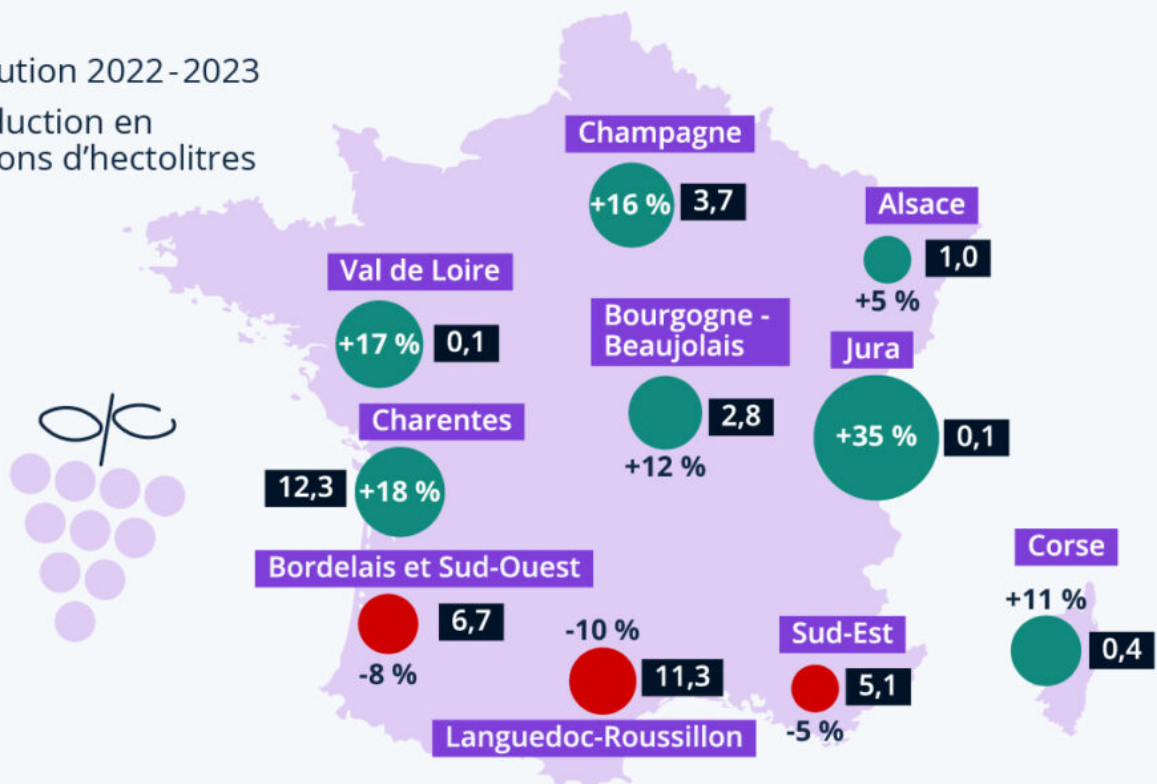 ution 2022-2023
luction en
ons d'hectolitres
Champagne
+16 %
3,7
Alsace
1,0
+5 %
Val de Loire
+17 %
0,1
Bourgogne -
Beaujolais
2,8
+12 %
Jura
+35 %
0,1
Charentes
12,3
+18 %
Bordelais et Sud-Ouest
6,7
-8 %
-10 %
11,3
Languedoc-Roussillon
Sud-Est
5,1
-5 %
Corse
+11 %
0,4